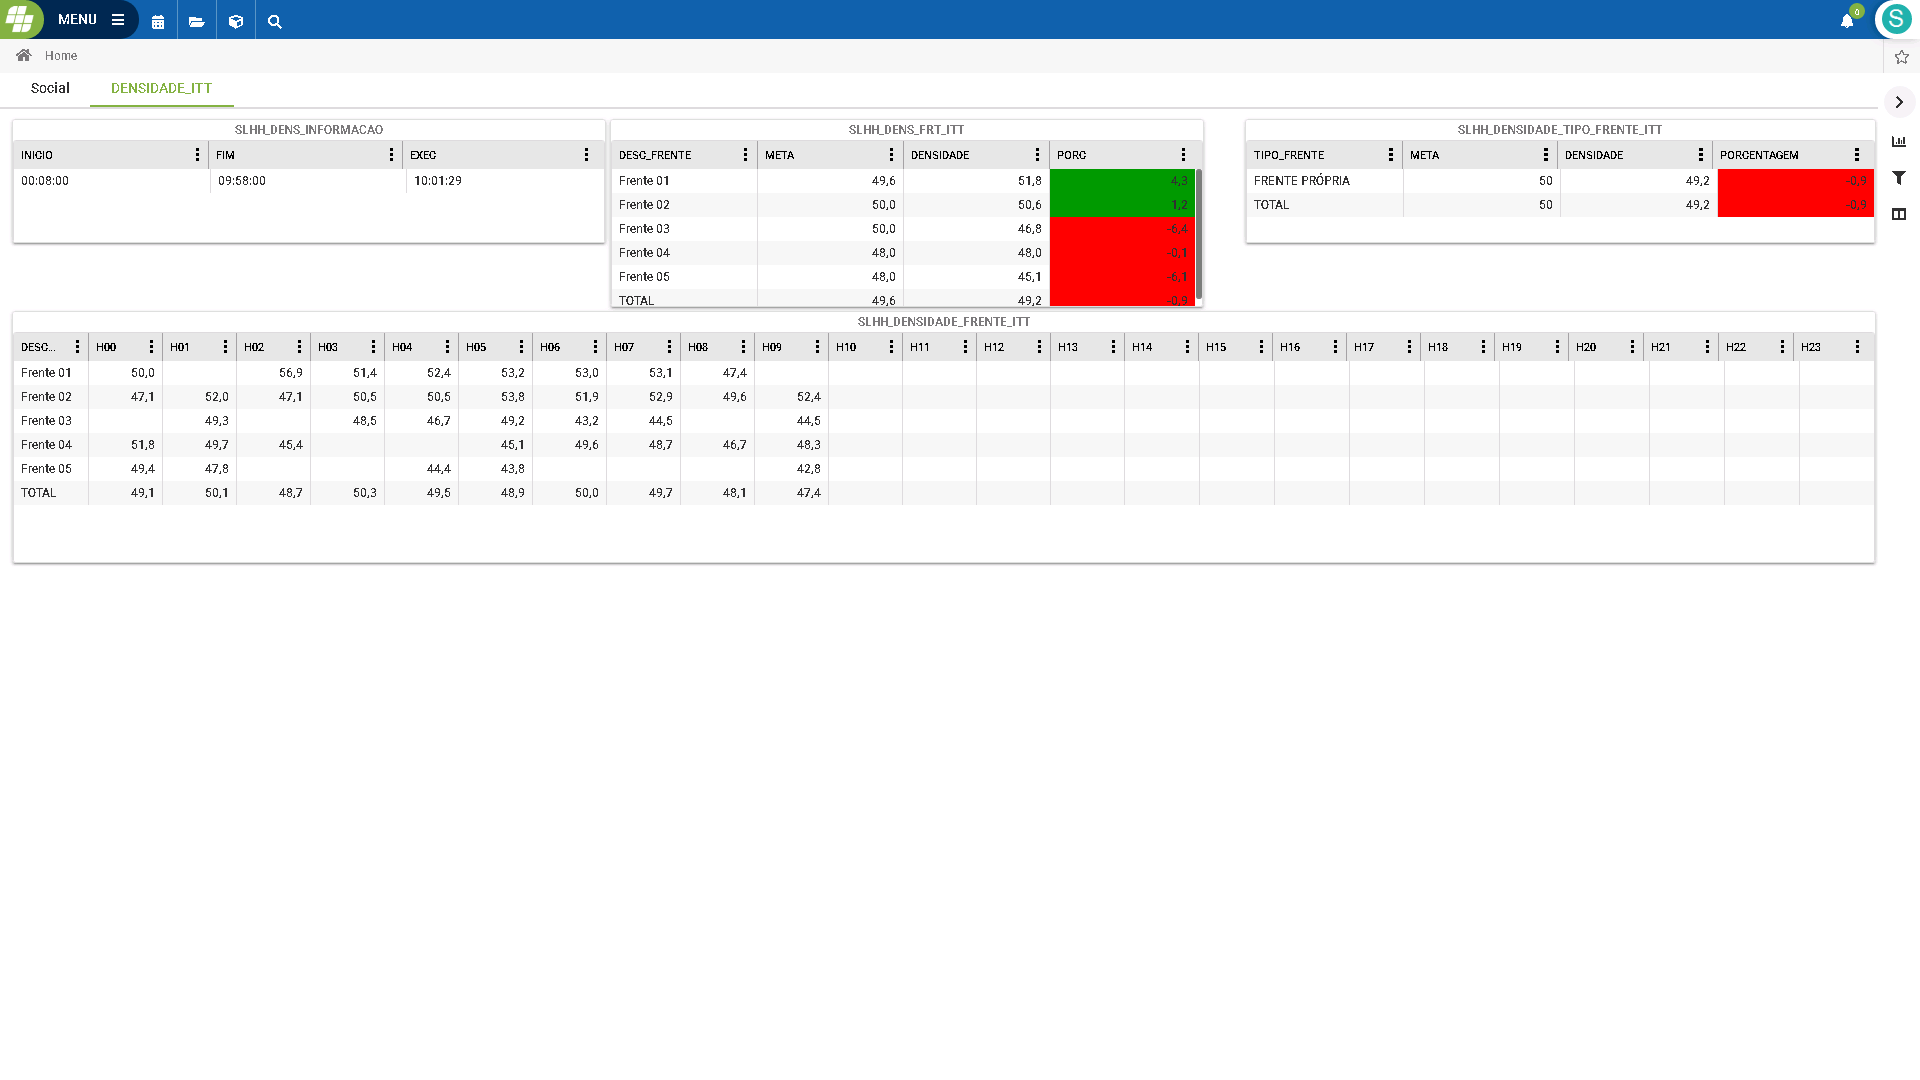 MENU
0
S
Home
Social DENSIDADE_ITT
SLHH_DENS_INFORMACAO
INICIO FIM EXEC
00:08:00 09:58:00 10:01:29
SLHH_DENS_FRT_ITT
DESC_FRENTE META DENSIDADE PORC
Frente 01 49,6 51,8 4,3
Frente 02 50,0 50,6 1,2
Frente 03 50,0 46,8 -6,4
Frente 04 48,0 48,0 -0,1
Frente 05 48,0 45,1 -6,1
TOTAL 49,6 49,2 -0,9
SLHH_DENSIDADE_TIPO_FRENTE_ITT
TIPO_FRENTE META DENSIDADE PORCENTAGEM
FRENTE PRÓPRIA 50 49,2 -0,9
TOTAL 50 49,2 -0,9
SLHH_DENSIDADE_FRENTE_ITT
DESC... H00 H01 H02 H03 H04 H05 H06 H07 H08 H09 H10 H11 H12 H13 H14 H15 H16 H17 H18 H19 H20 H21 H22 H23
Frente 01 50,0 56,9 51,4 52,4 53,2 53,0 53,1 47,4
Frente 02 47,1 52,0 47,1 50,5 50,5 53,8 51,9 52,9 49,6 52,4
Frente 03 49,3 48,5 46,7 49,2 43,2 44,5 44,5
Frente 04 51,8 49,7 45,4 45,1 49,6 48,7 46,7 48,3
Frente 05 49,4 47,8 44,4 43,8 42,8
TOTAL 49,1 50,1 48,7 50,3 49,5 48,9 50,0 49,7 48,1 47,4